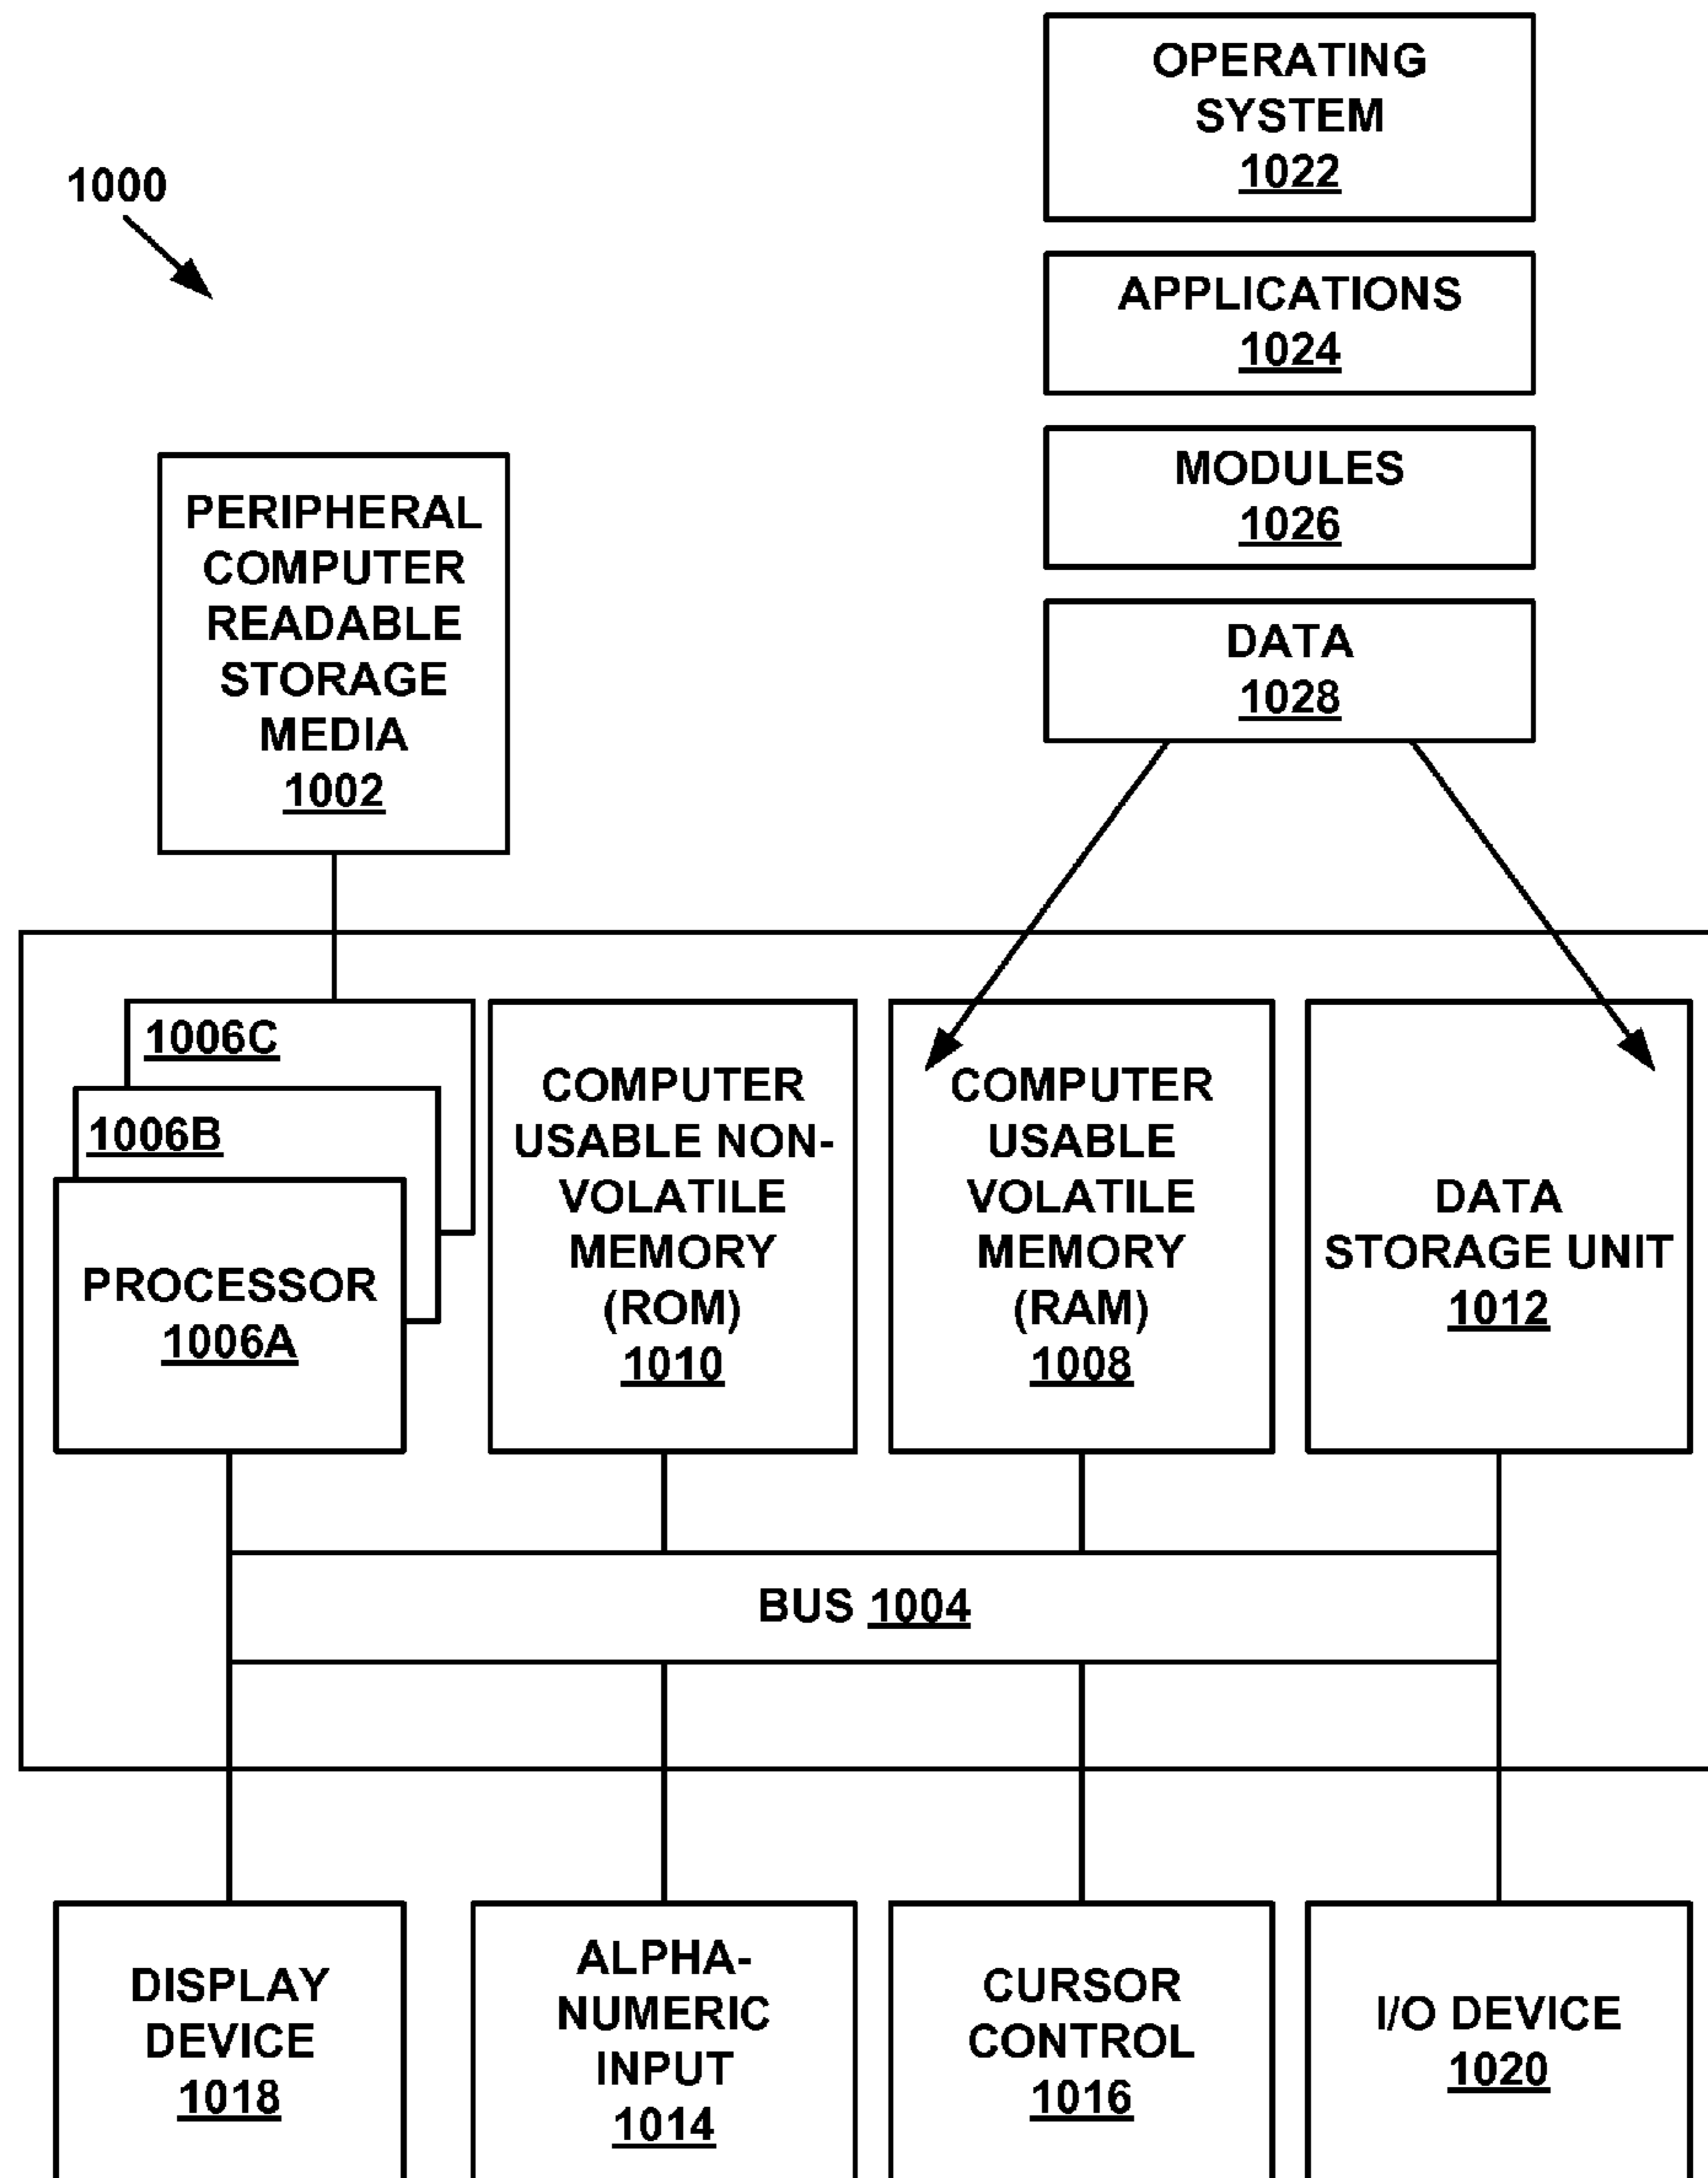 OPERATING
SYSTEM
1022
1000
APPLICATIONS
1024
MODULES
1026
PERIPHERAL
COMPUTER
READABLE
STORAGE
MEDIA
1002
DATA
1028
1006C
1006B
PROCESSOR
1006A
COMPUTER
USABLE NON-
VOLATILE
MEMORY
(ROM)
1010
COMPUTER
USABLE
VOLATILE
MEMORY
(RAM)
1008
DATA
STORAGE UNIT
1012
BUS 1004
DISPLAY
DEVICE
1018
ALPHA-
NUMERIC
INPUT
1014
CURSOR
CONTROL
1016
I/O DEVICE
1020